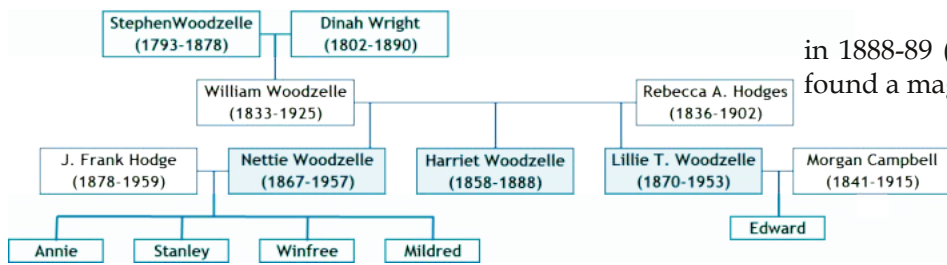 StephenWoodzelle
(1793-1878)
Dinah Wright
(1802-1890)
in 1888-89 (
found a mag
William Woodzelle
(1833-1925)
Rebecca A. Hodges
(1836-1902)
J. Frank Hodge
(1878-1959)
Nettie Woodzelle
(1867-1957)
Harriet Woodzelle
(1858-1888)
Lillie T. Woodzelle
(1870-1953)
Morgan Campbell
(1841-1915)
Edward
Annie
Stanley
Winfree
Mildred